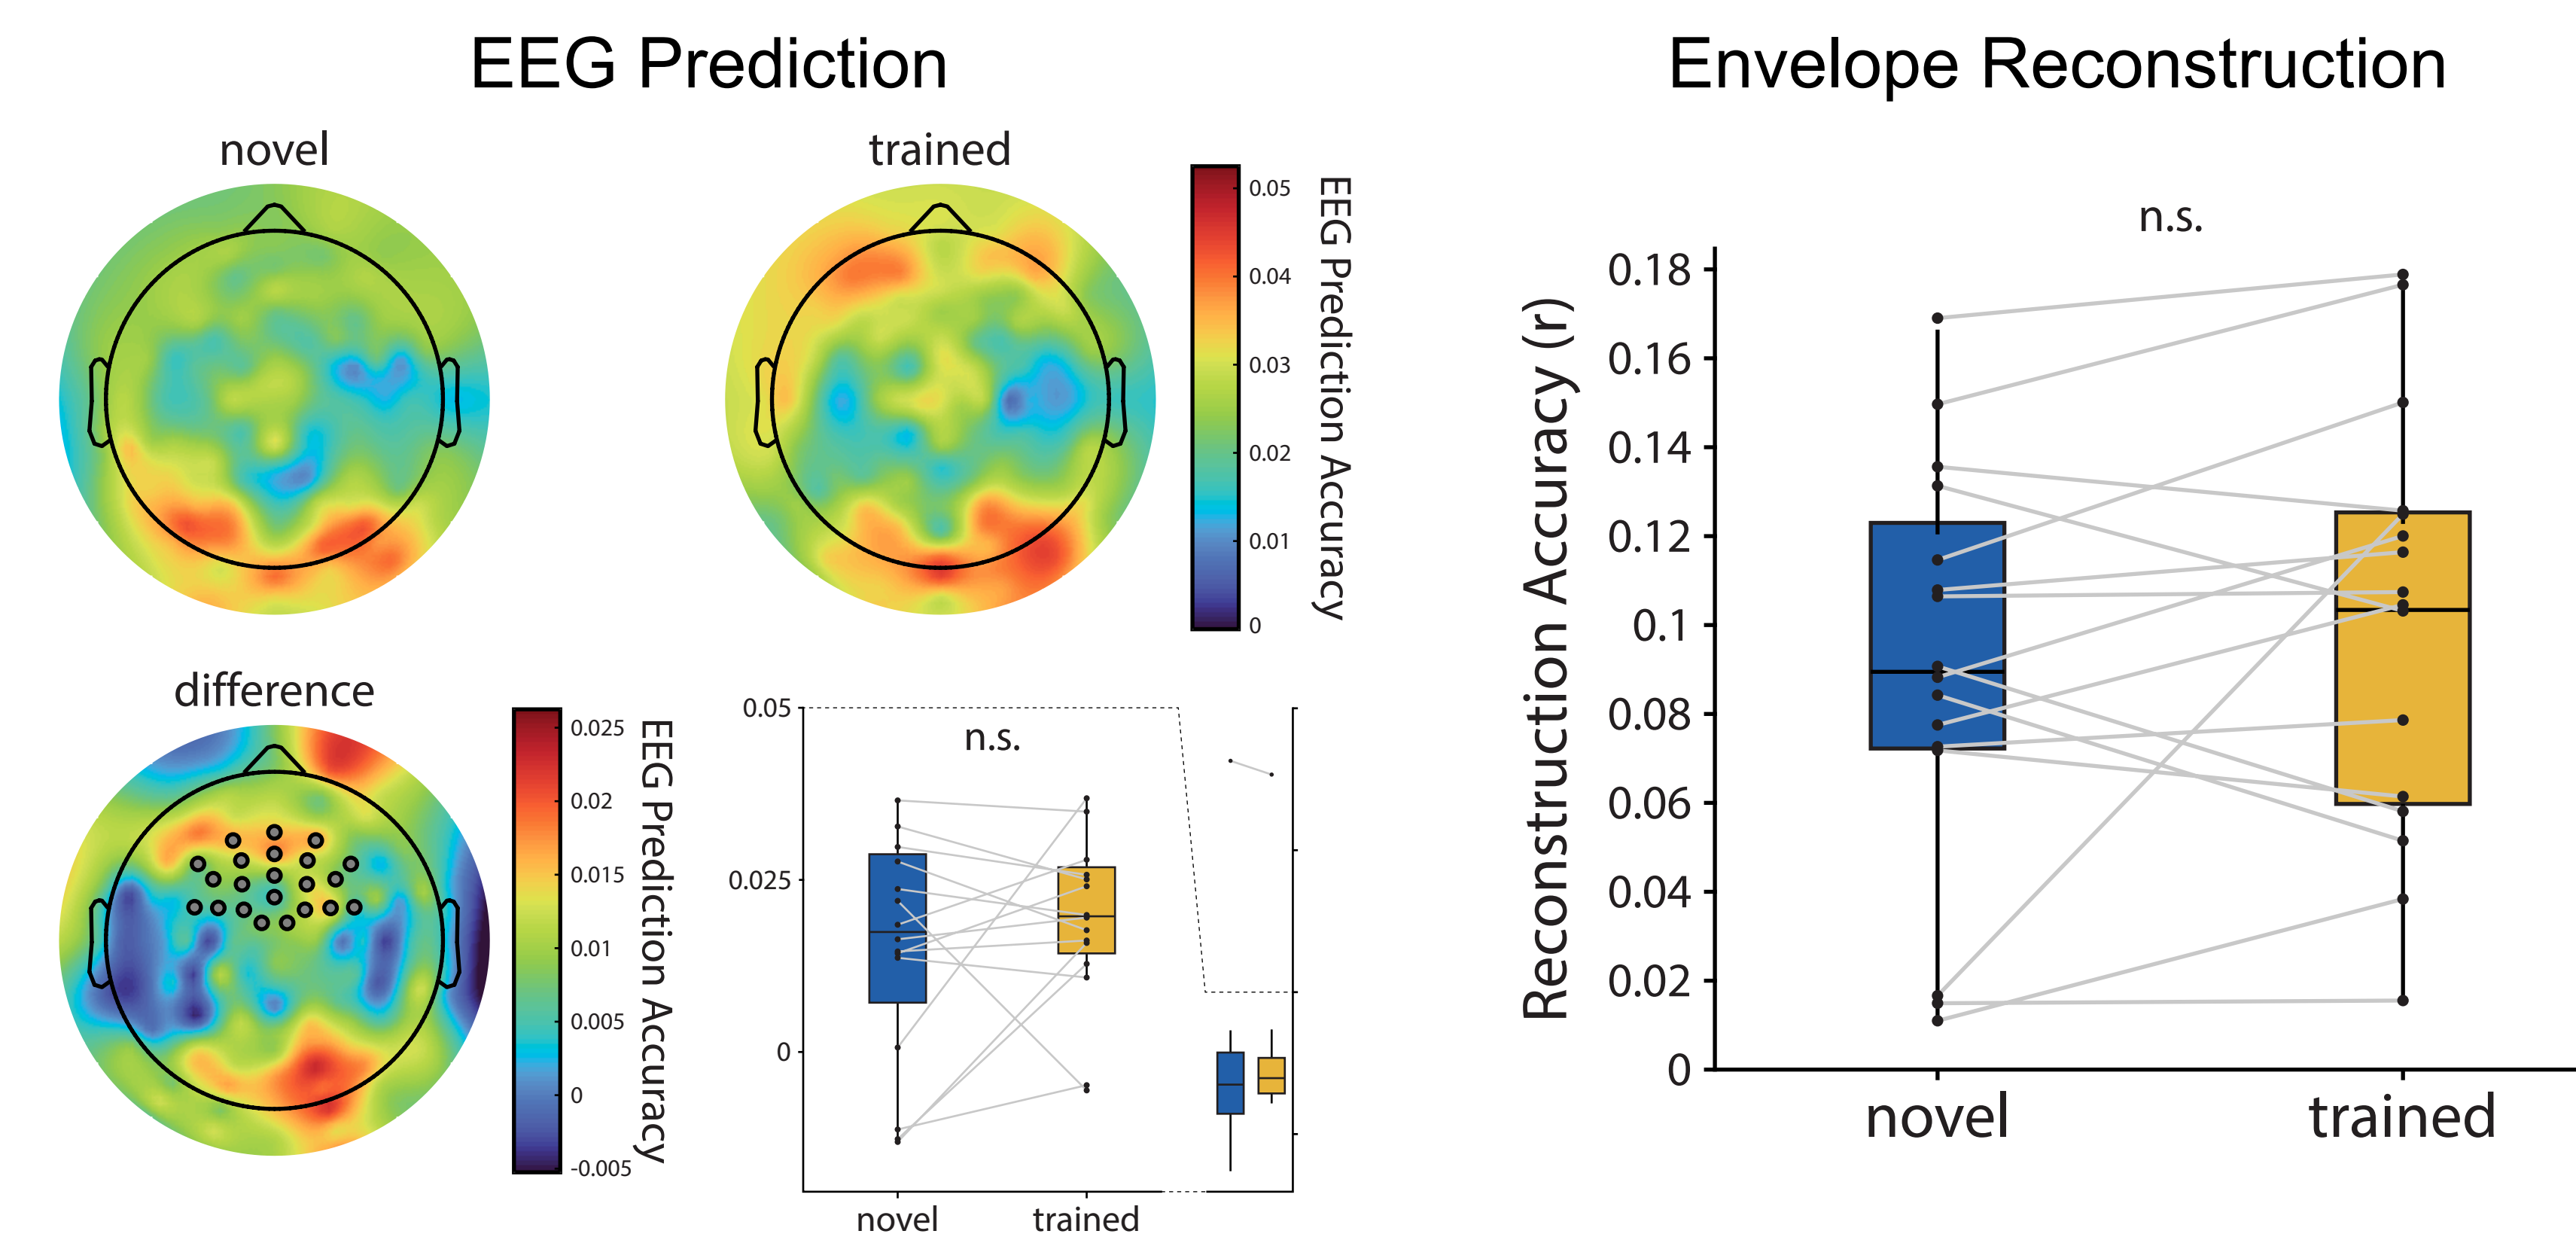 EEG Prediction
novel
trained
0.05
0.04
0.03
0.02
0.01
0
EEG Prediction Accuracy
difference
0.025
0.02
0.015
0.01
0.005
0
-0.005
EEG Prediction Accuracy
0.05
0.025
0
n.s.
novel
trained
Envelope Reconstruction
n.s.
Reconstruction Accuracy (r)
0.18
0.16
0.14
0.12
0.1
0.08
0.06
0.04
0.02
0
novel
trained